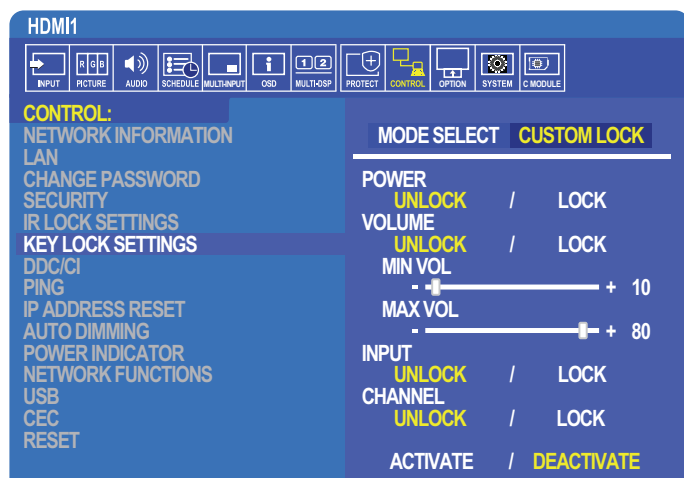 HDMI1
INPUT RGB PICTURE AUDIO SCHEDULE MULTI-INPUT i OSD 1 2 MULTI-DSP PROTECT CONTROL OPTION SYSTEM C MODULE
CONTROL:
NETWORK INFORMATION
LAN
CHANGE PASSWORD
SECURITY
IR LOCK SETTINGS
KEY LOCK SETTINGS
DDC/CI
PING
IP ADDRESS RESET
AUTO DIMMING
POWER INDICATOR
NETWORK FUNCTIONS
USB
CEC
RESET
MODE SELECT CUSTOM LOCK
POWER
UNLOCK / LOCK
VOLUME
UNLOCK / LOCK
MIN VOL
- + 10
MAX VOL
- + 80
INPUT
UNLOCK / LOCK
CHANNEL
UNLOCK / LOCK
ACTIVATE / DEACTIVATE